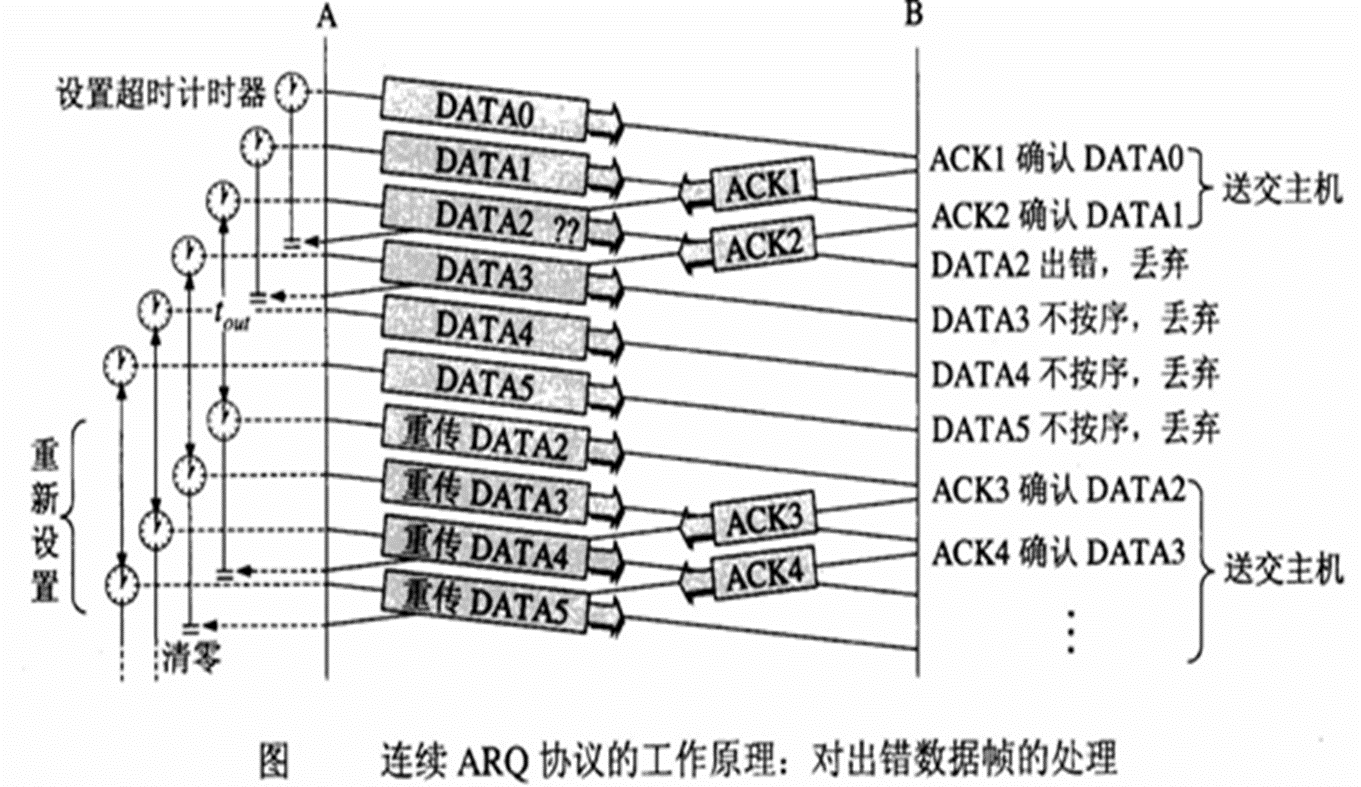 A
B
设置超时计时器
DATA0
DATA1
ACK1
ACK1 确认 DATA0
送交主机
DATA2 ??
ACK2
ACK2 确认 DATA1
DATA3
DATA2 出错，丢弃
tout
DATA4
DATA3 不按序，丢弃
DATA5
DATA4 不按序，丢弃
重传 DATA2
DATA5 不按序，丢弃
重新设置
重传 DATA3
ACK3
ACK3 确认 DATA2
重传 DATA4
ACK4
ACK4 确认 DATA3
送交主机
重传 DATA5
⋮
清零
图 连续 ARQ 协议的工作原理：对出错数据帧的处理